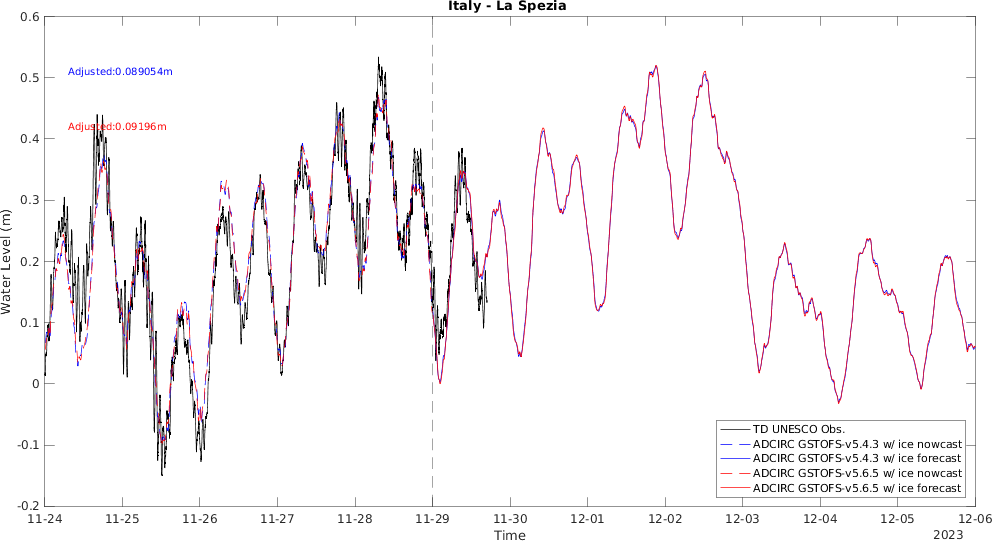 Italy - La Spezia
Water Level (m)
0.6
0.5
0.4
0.3
0.2
0.1
0
-0.1
-0.2
Adjusted:0.089054m
Adjusted:0.09196m
TD UNESCO Obs.
ADCIRC GSTOFS-v5.4.3 w/ ice nowcast
ADCIRC GSTOFS-v5.4.3 w/ ice forecast
ADCIRC GSTOFS-v5.6.5 w/ ice nowcast
ADCIRC GSTOFS-v5.6.5 w/ ice forecast
11-24 11-25 11-26 11-27 11-28 11-29 11-30 12-01 12-02 12-03 12-04 12-05 12-06
Time
2023